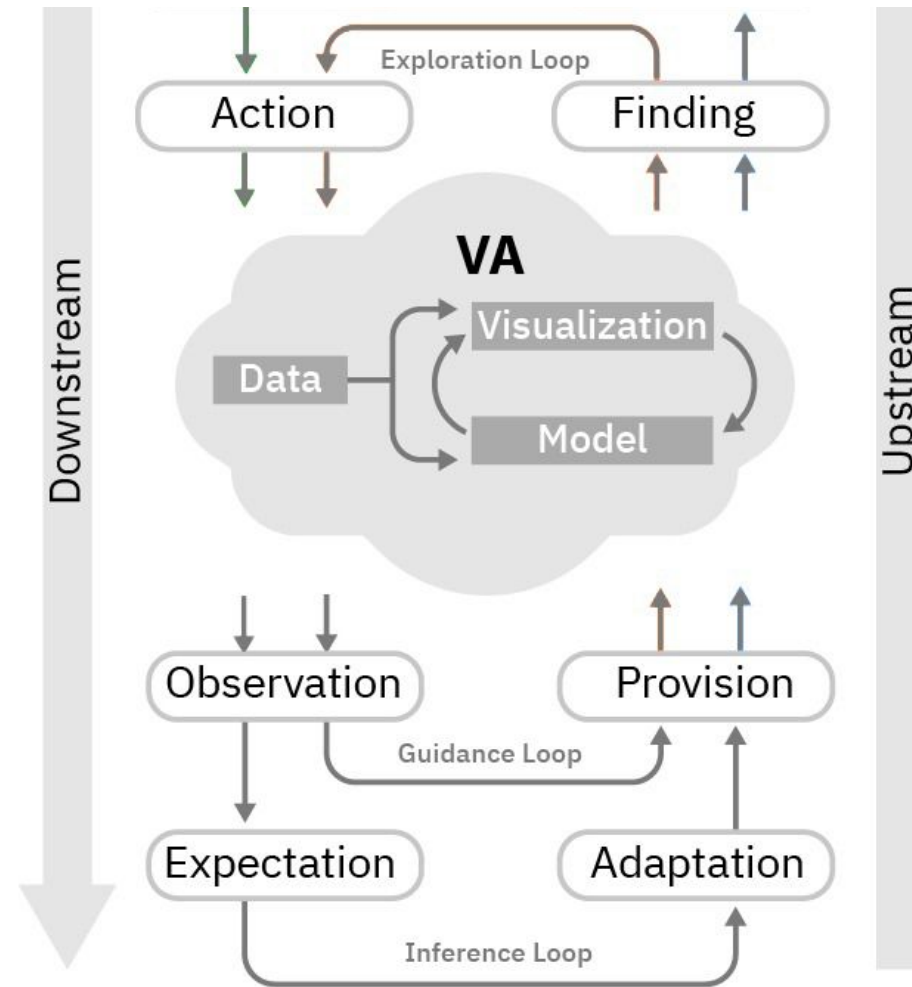 Exploration Loop
Action
Finding
VA
Visualization
Data
Model
Downstream
Upstream
Observation
Provision
Guidance Loop
Expectation
Adaptation
Inference Loop